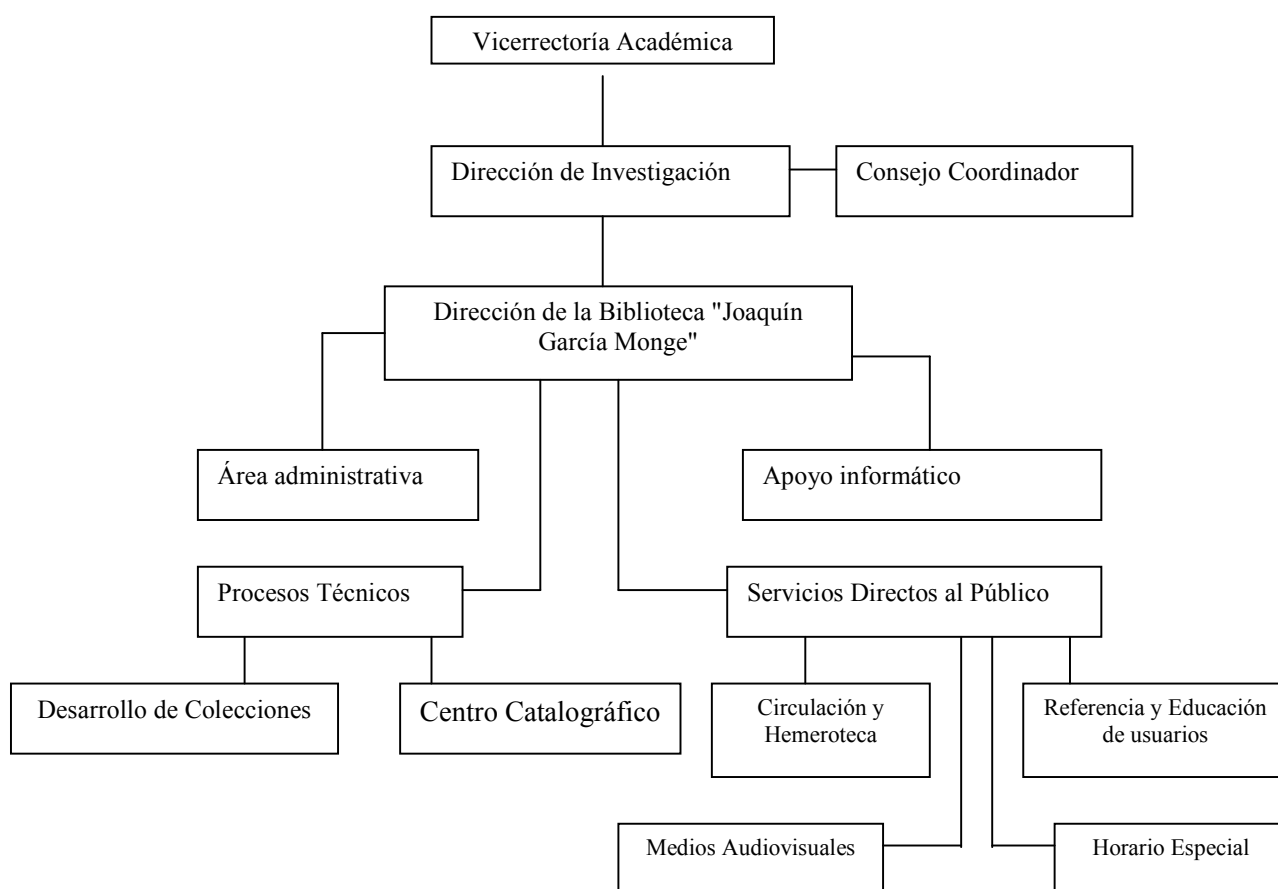 Vicerrectoría Académica
Dirección de Investigación
Consejo Coordinador
Dirección de la Biblioteca "Joaquín
García Monge"
Área administrativa
Apoyo informático
Procesos Técnicos
Servicios Directos al Público
Desarrollo de Colecciones
Centro Catalográfico
Circulación y
Hemeroteca
Referencia y Educación
de usuarios
Medios Audiovisuales
Horario Especial